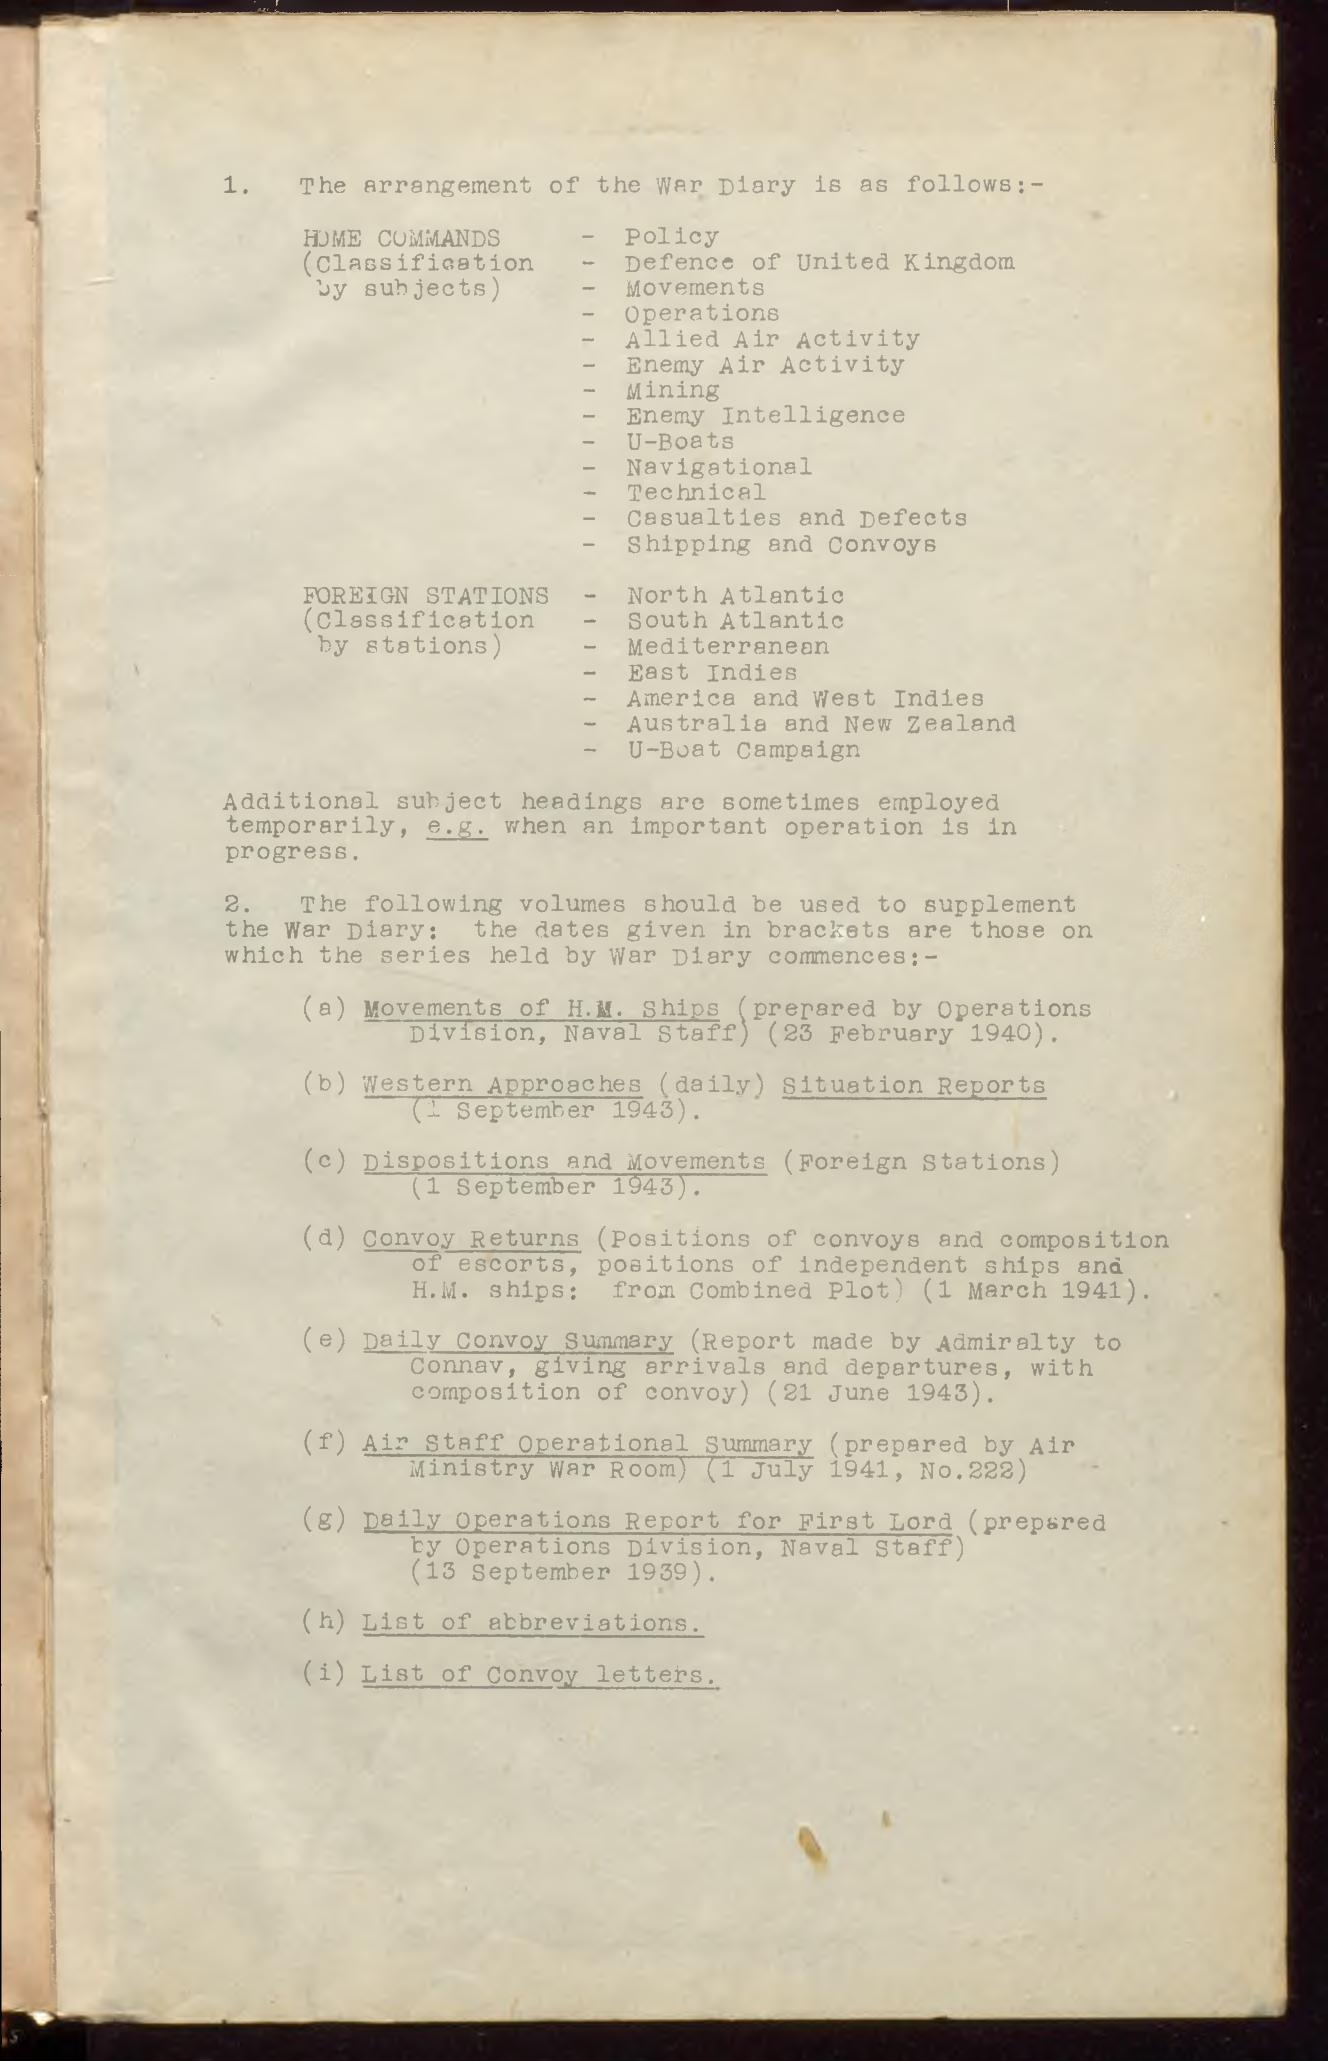 1. The arrangement of the War Diary is as follows:-
HOME COMMANDS - Policy
(Classification - Defence of United Kingdom
by subjects) - Movements
- Operations
- Allied Air Activity
- Enemy Air Activity
- Mining
- Enemy Intelligence
- U-Boats
- Navigational
- Technical
- Casualties and Defects
- Shipping and Convoys
FOREIGN STATIONS - North Atlantic
(Classification - South Atlantic
by stations) - Mediterranean
- East Indies
- America and West Indies
- Australia and New Zealand
- U-Boat Campaign
Additional subject headings are sometimes employed
temporarily, e.g. when an important operation is in
progress.
2. The following volumes should be used to supplement
the War Diary: the dates given in brackets are those on
which the series held by War Diary commences:-
(a) Movements of H.M. Ships (prepared by Operations
Division, Naval Staff) (23 February 1940).
(b) Western Approaches (daily) Situation Reports
(1 September 1943).
(c) Dispositions and Movements (Foreign Stations)
(1 September 1943).
(d) Convoy Returns (Positions of convoys and composition
of escorts, positions of independent ships and
H.M. ships: from Combined Plot) (1 March 1941).
(e) Daily Convoy Summary (Report made by Admiralty to
Connav, giving arrivals and departures, with
composition of convoy) (21 June 1943).
(f) Air Staff Operational Summary (prepared by Air
Ministry War Room) (1 July 1941, No.222)
(g) Daily Operations Report for First Lord (prepared
by Operations Division, Naval Staff)
(13 September 1939).
(h) List of abbreviations.
(i) List of Convoy letters.